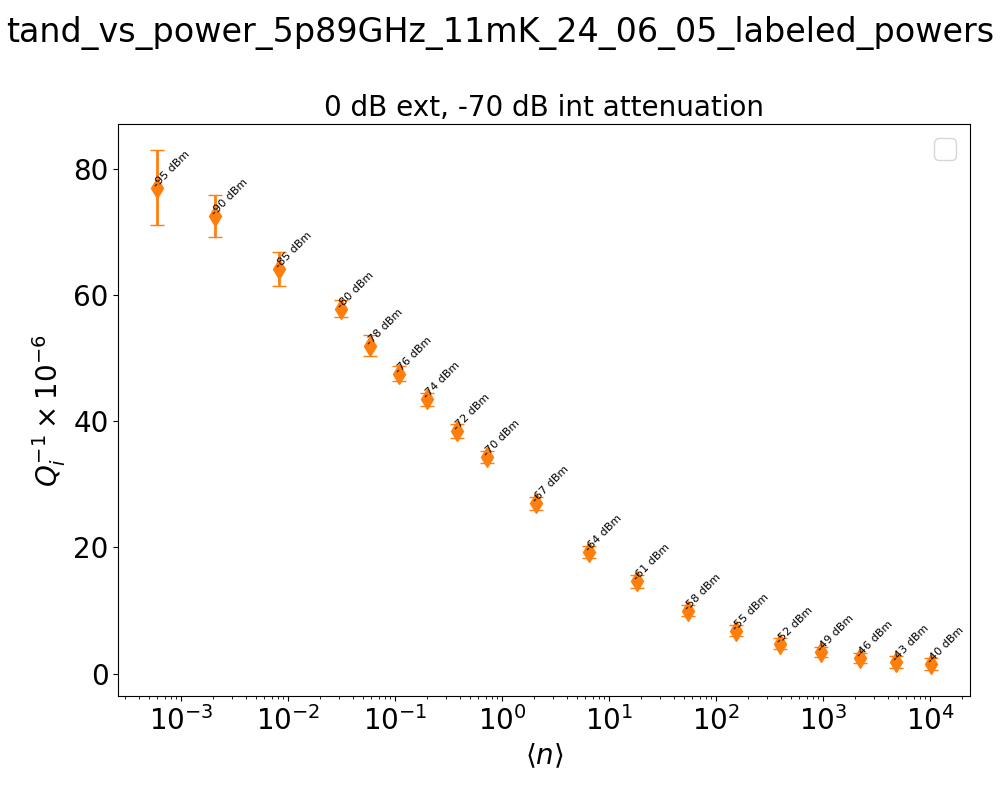 tand_vs_power_5p89GHz_11mK_24_06_05_labeled_powers
0 dB ext, -70 dB int attenuation
80
60
40
20
0
Q_i^{-1} × 10^{-6}
-95 dBm
-90 dBm
-85 dBm
-80 dBm
-78 dBm
-76 dBm
-74 dBm
-72 dBm
-70 dBm
-67 dBm
-64 dBm
-61 dBm
-58 dBm
-55 dBm
-52 dBm
-49 dBm
-46 dBm
-43 dBm
-40 dBm
10^{-3} 10^{-2} 10^{-1} 10^{0} 10^{1} 10^{2} 10^{3} 10^{4}
⟨n⟩